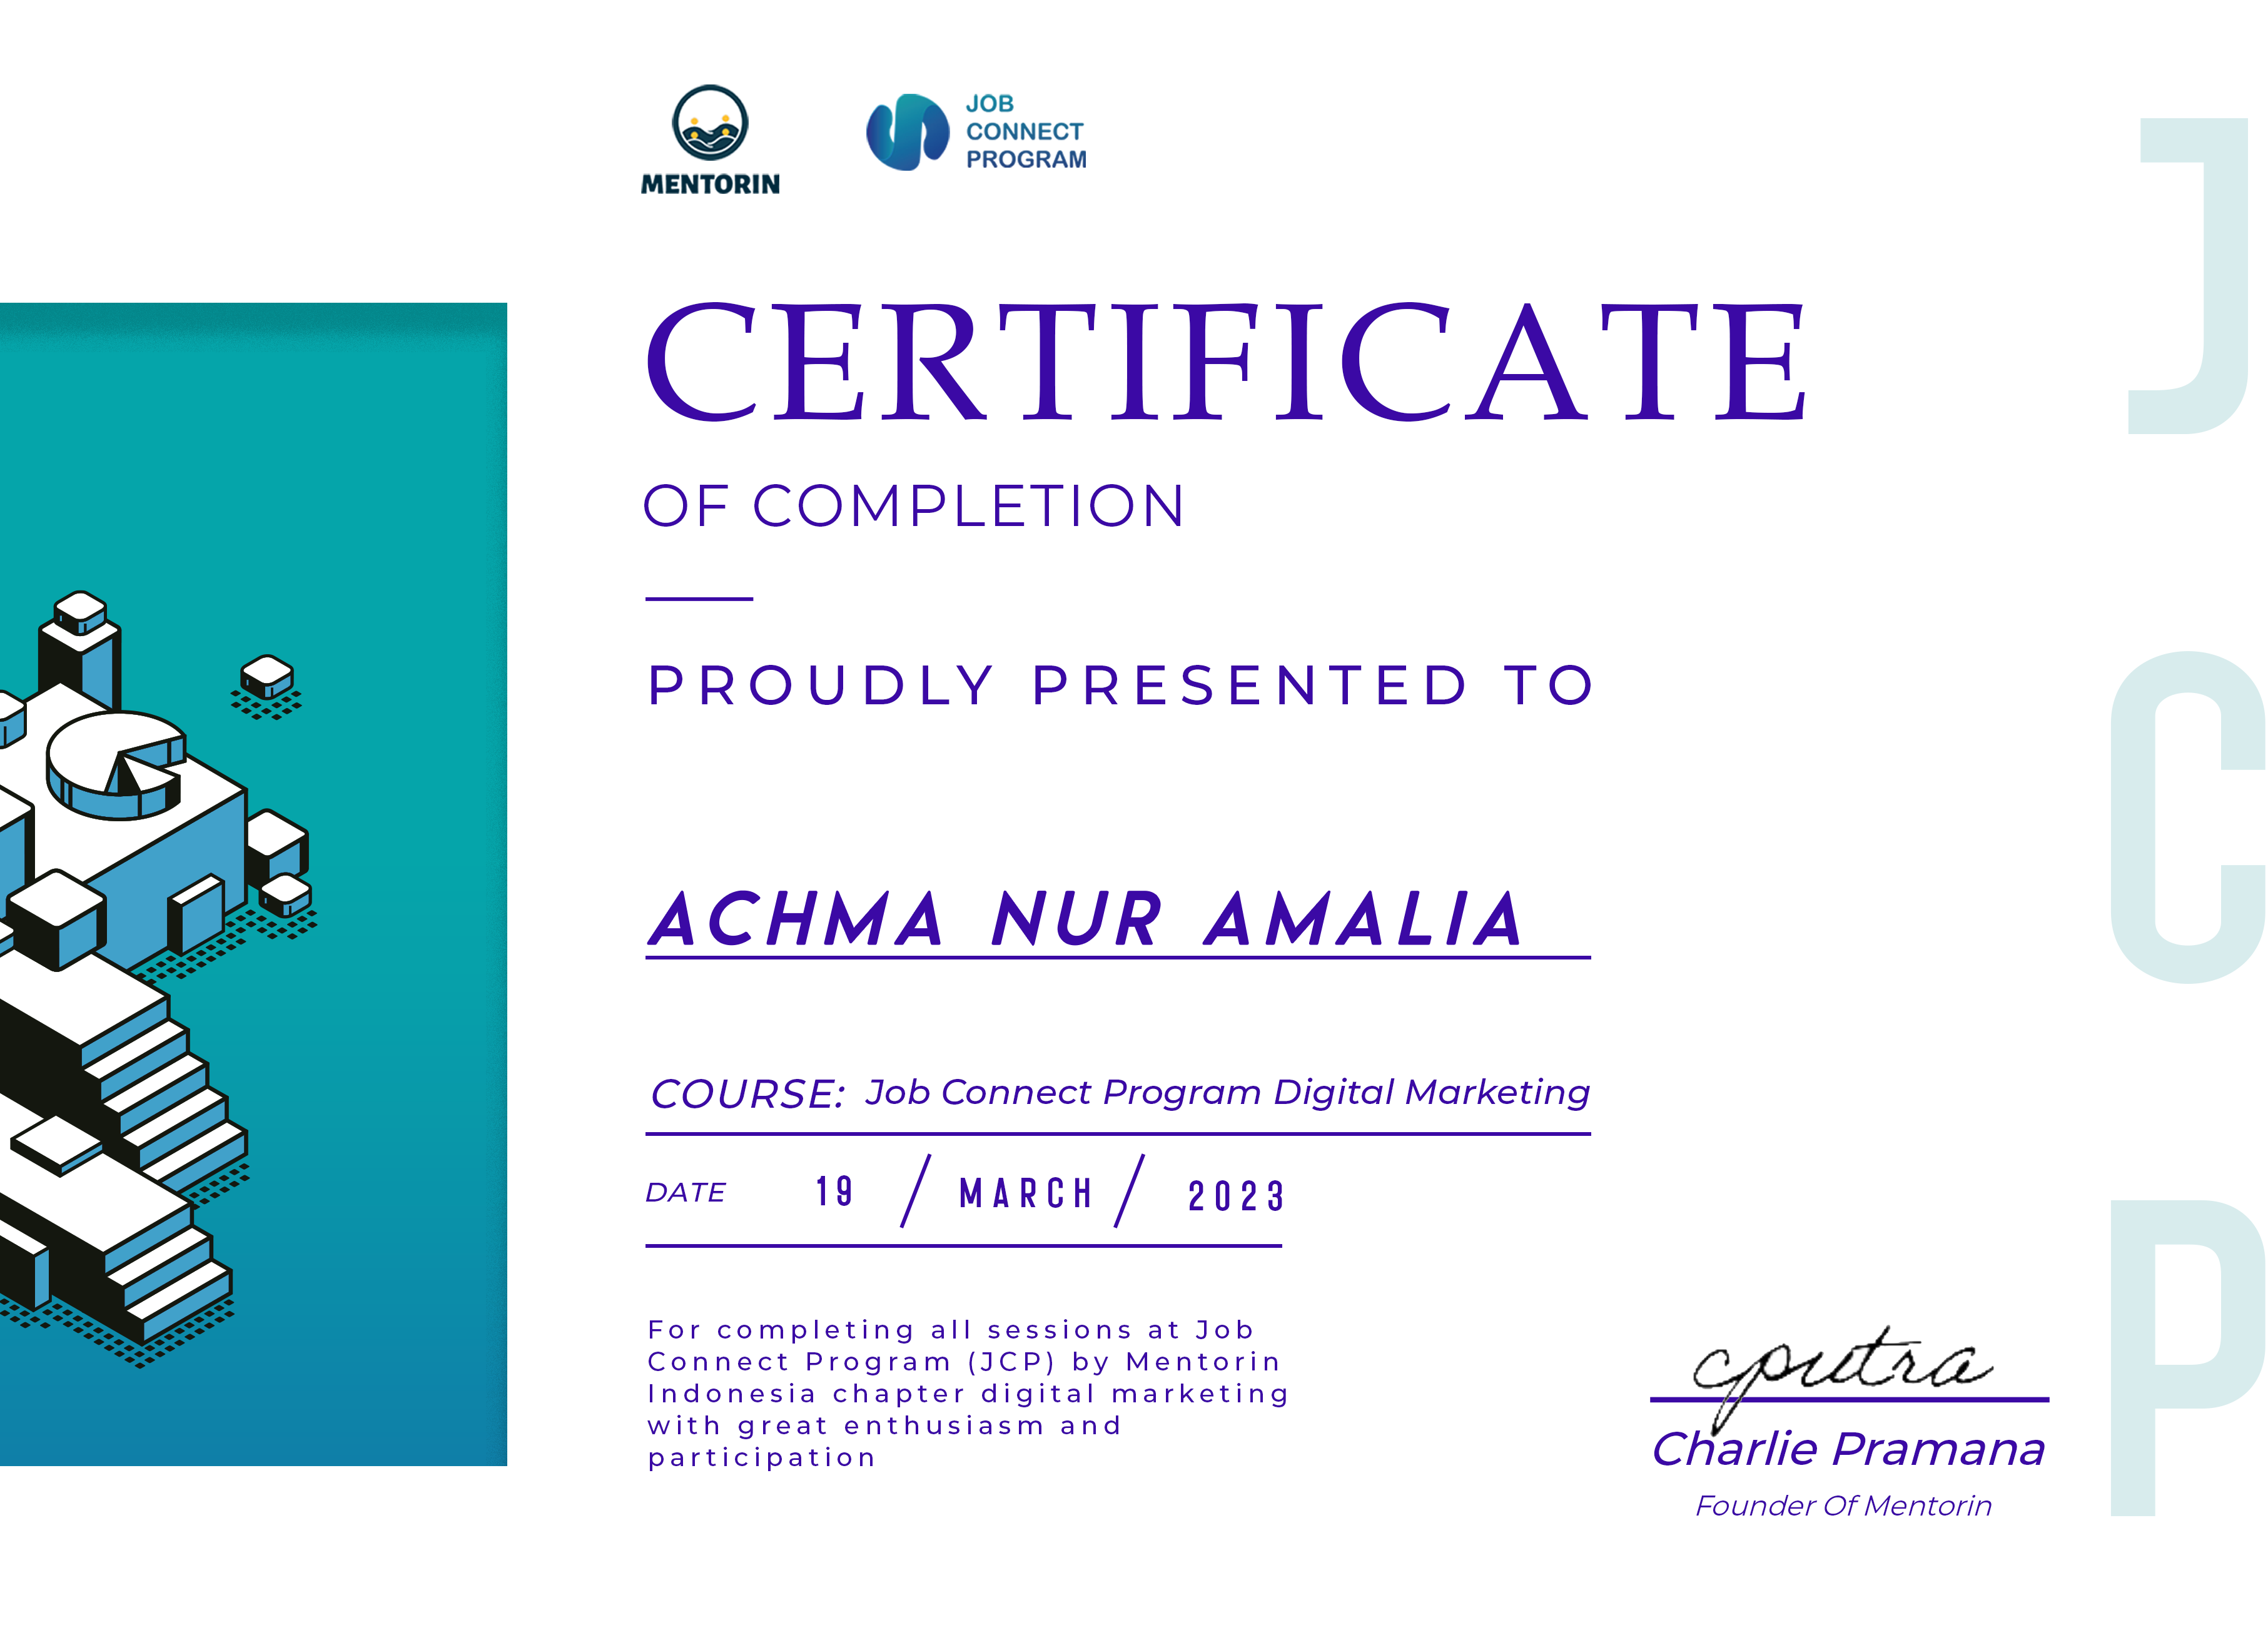 MENTORIN
JOB
CONNECT
PROGRAM
CERTIFICATE
OF COMPLETION
PROUDLY PRESENTED TO
ACHMA NUR AMALIA
COURSE: Job Connect Program Digital Marketing
DATE 19 / MARCH / 2023
For completing all sessions at Job
Connect Program (JCP) by Mentorin
Indonesia chapter digital marketing
with great enthusiasm and
participation
cputra
Charlie Pramana
Founder Of Mentorin
J
C
P